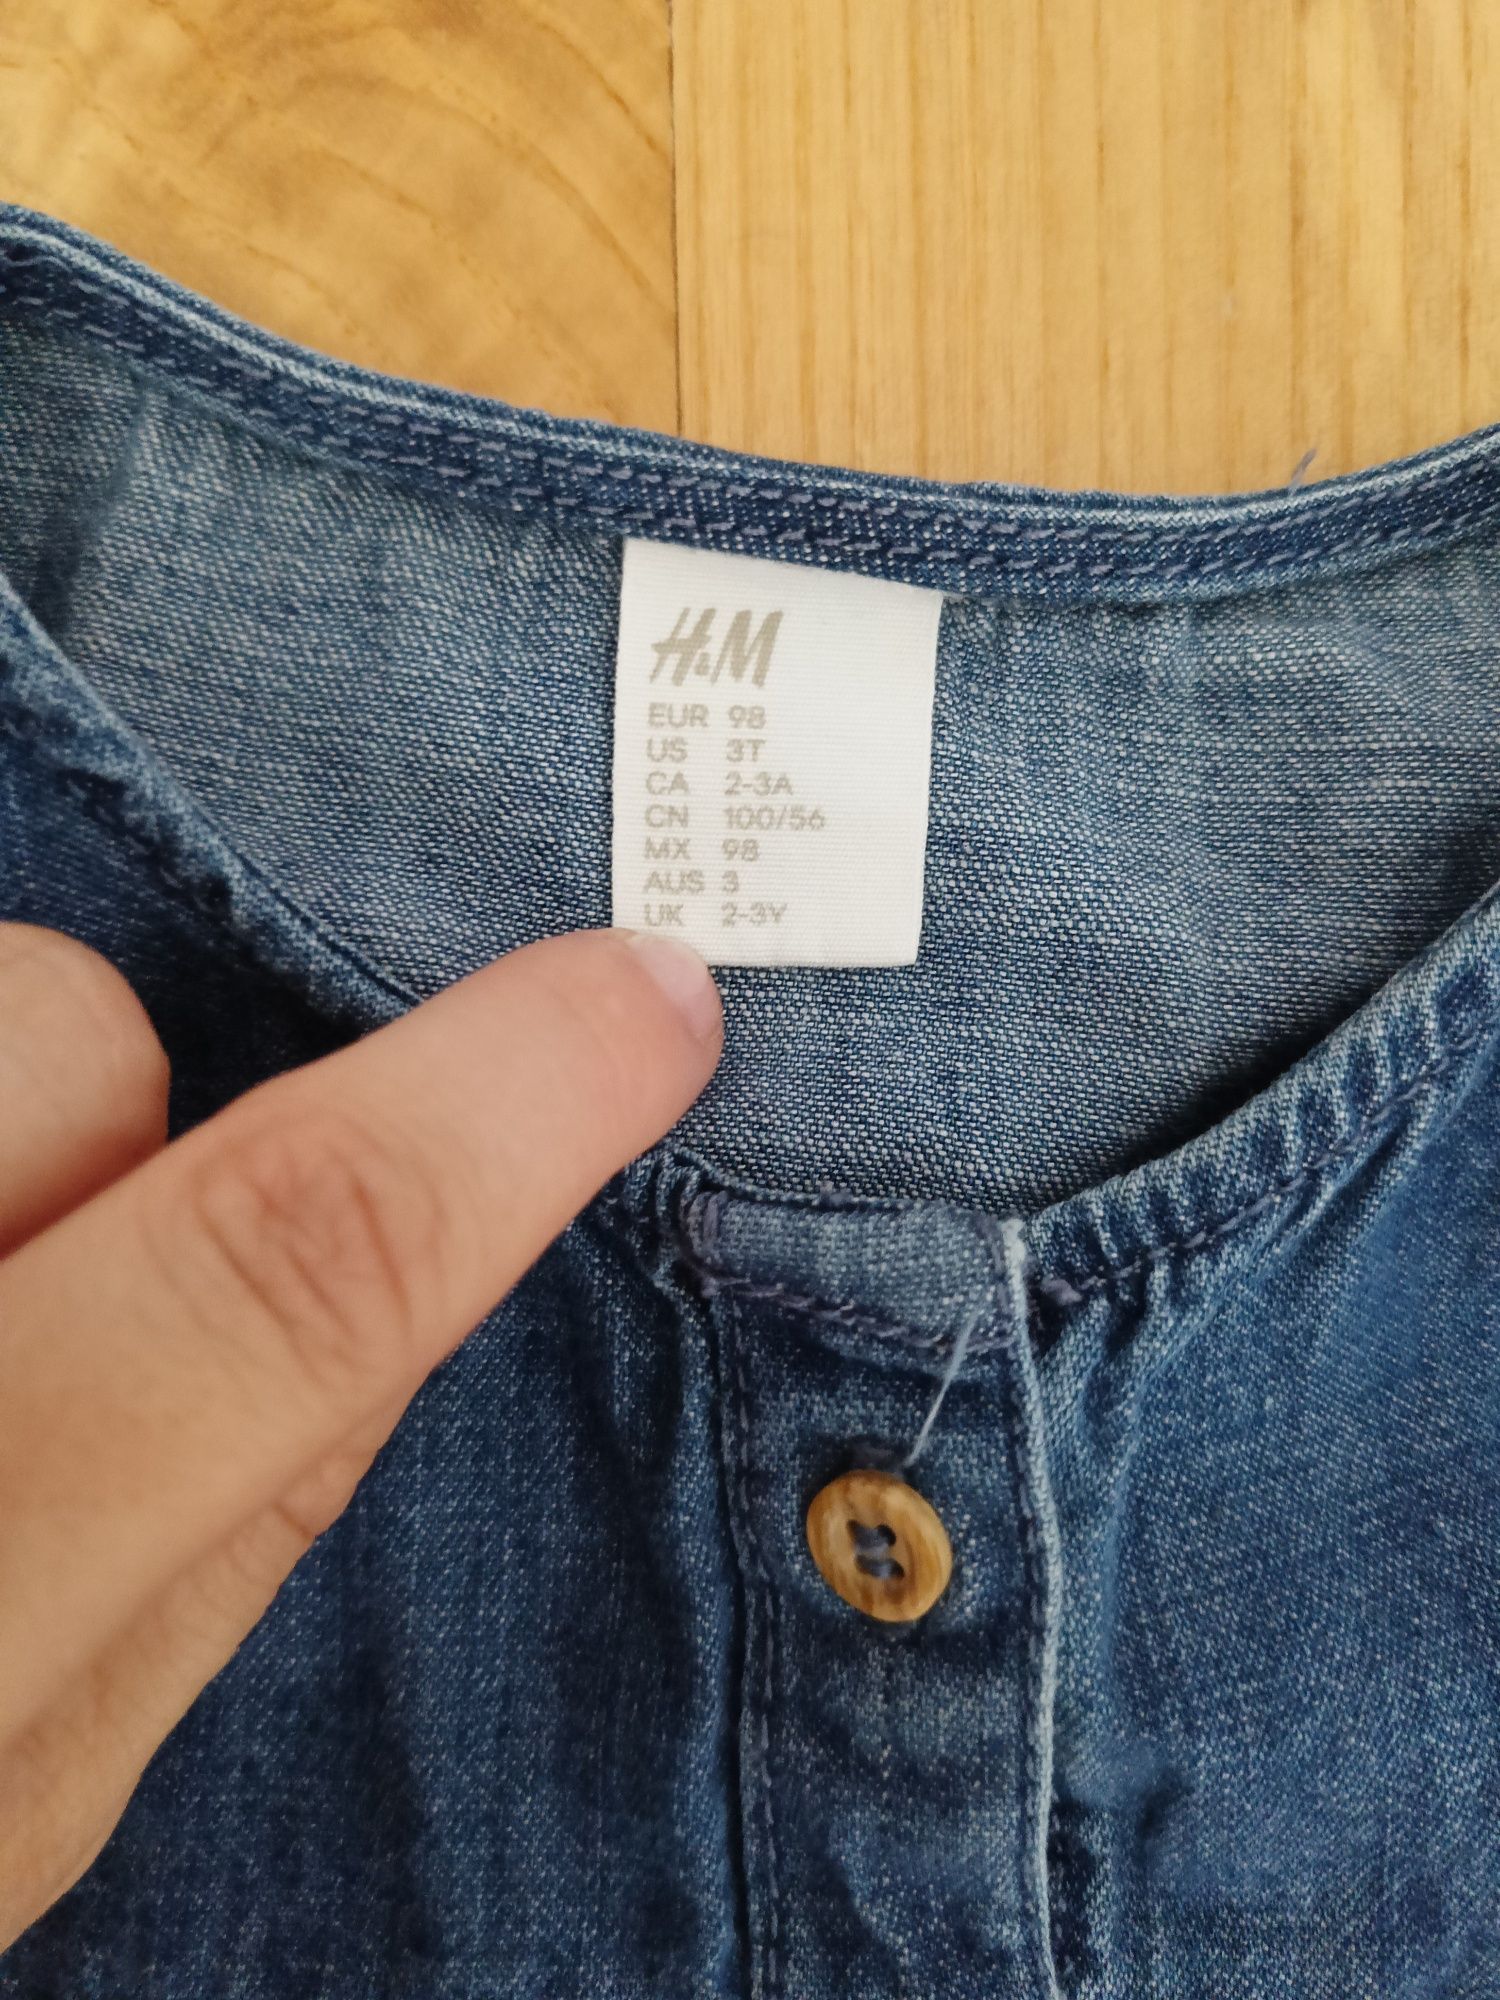 H&M
EUR 98
US 3T
CA 2-3A
CN 100/56
MX 98
AUS 3
UK 2-3Y